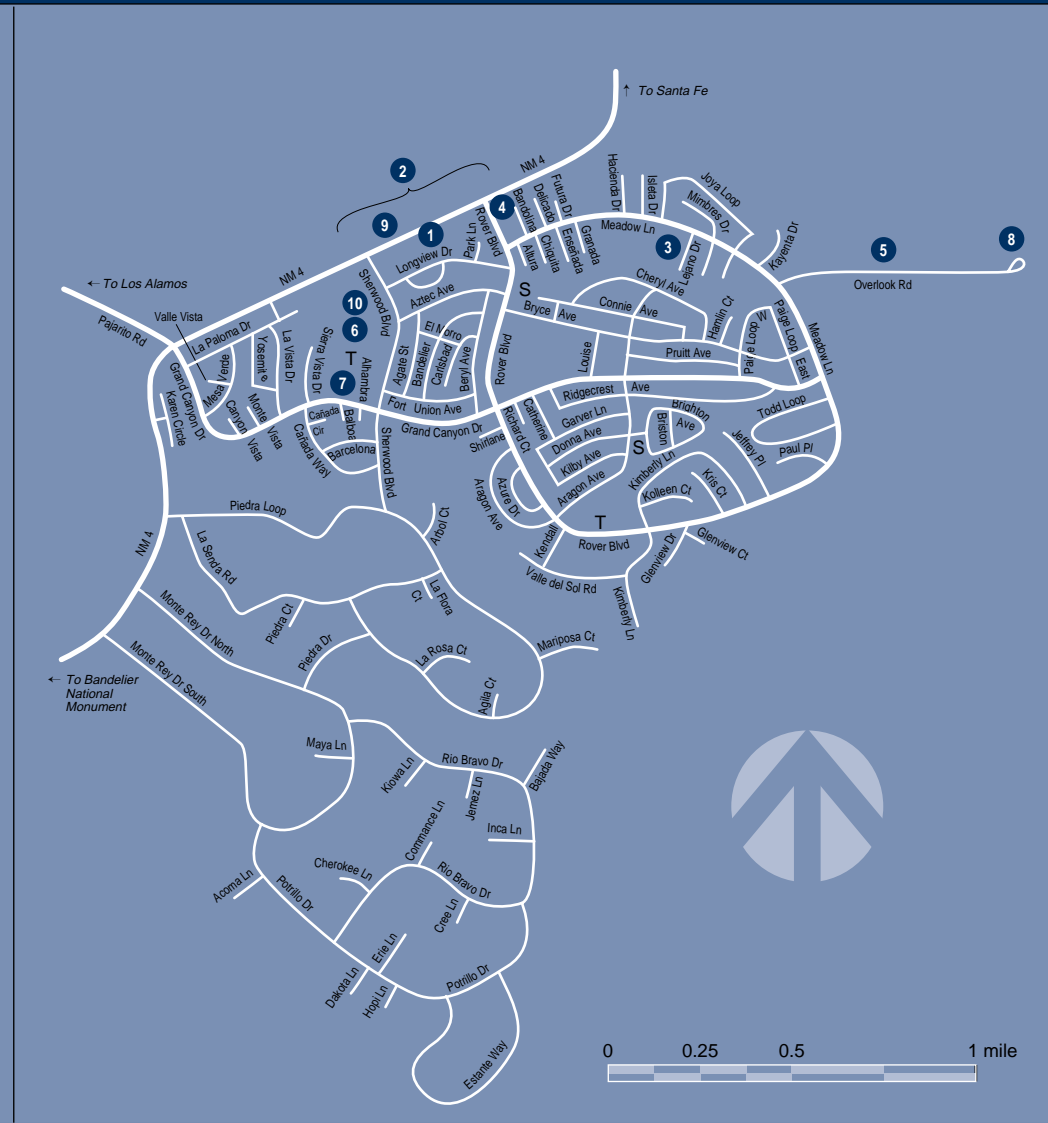 ↑ To Santa Fe
NM 4
2
9
1
4
Rover Blvd
Park Ln
Longview Dr
Bandolina
Delicado
Futura Dr
Altura
Chiquita
Ensenada
Granada
Hacienda Dr
Isleta Dr
Joya Loop
Mimbres Dr
Meadow Ln
3
Lejano Dr
Kayenta Dr
5
8
Overlook Rd
← To Los Alamos
NM 4
Pajarito Rd
Valle Vista
La Paloma Dr
Sherwood Blvd
Aztec Ave
S
Bryce Ave
Cheryl Ave
Connie Ave
Hamlin Ct
Paige Loop W
Paige Loop East
Meadow Ln
10
6
T
7
Grand Canyon Dr
Karen Circle
Mesa Verde
Yosemite
La Vista Dr
Sierra Vista Dr
Alhambra
Agate St
Bandelier
El Morro
Carlsbad
Beryl Ave
Rover Blvd
Louise
Pruitt Ave
Canyon Vista
Monte Vista
Cañada Cir
Cañada Way
Balboa
Barcelona
Sherwood Blvd
Fort Union Ave
Grand Canyon Dr
Shirlane
Richard Ct
Catherine
Ridgecrest Ave
Garver Ln
Donna Ave
Kilby Ave
Aragon Ave
S
Briston
Brighton Ave
Todd Loop
Jeffrey Pl
Paul Pl
Kimberly Ln
Kris Ct
Kolleen Ct
Aragon Ave
Azure Dr
T
Kendall
Rover Blvd
Glenview Dr
Glenview Ct
Valle del Sol Rd
Kimberly Ln
Piedra Loop
Arbol Ct
NM 4
La Senda Rd
La Flora Ct
Piedra Ct
Monte Rey Dr North
Piedra Dr
Mariposa Ct
La Rosa Ct
Agila Ct
Monte Rey Dr South
← To Bandelier
National
Monument
Maya Ln
Kiowa Ln
Rio Bravo Dr
Jemez Ln
Bajada Way
Inca Ln
Commance Ln
Cherokee Ln
Rio Bravo Dr
Acoma Ln
Potrillo Dr
Cree Ln
Erie Ln
Dakota Ln
Hopi Ln
Potrillo Dr
Estante Way
0 0.25 0.5 1 mile